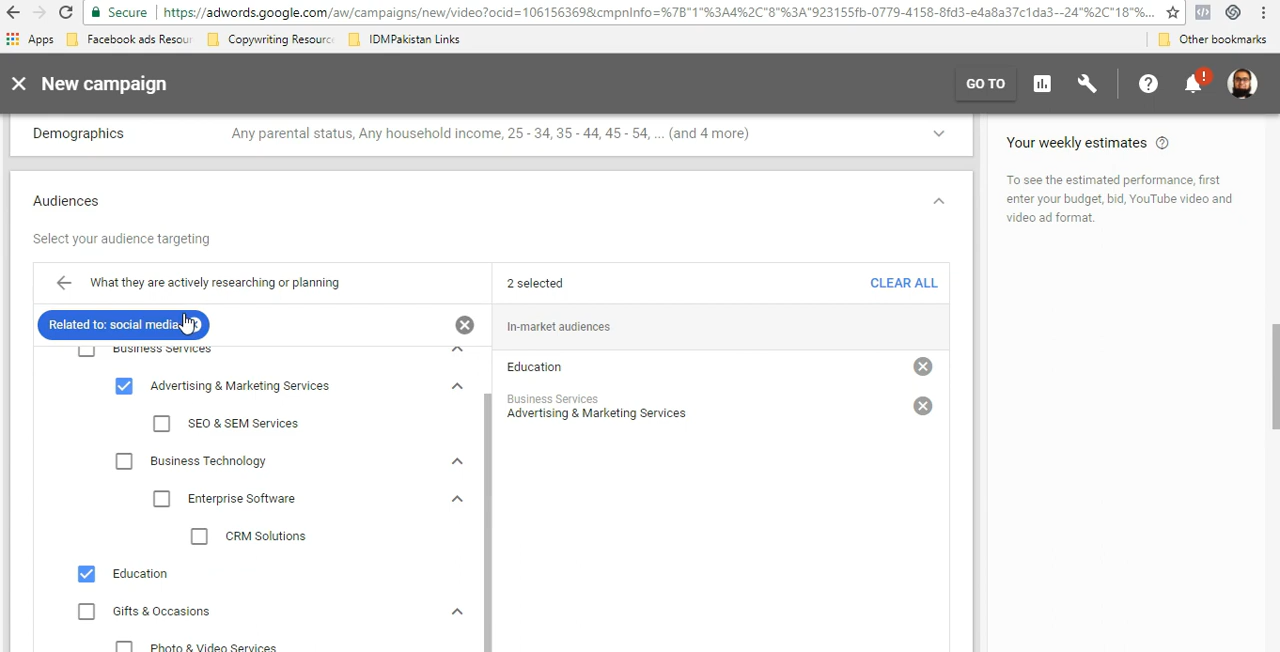 Secure https://adwords.google.com/aw/campaigns/new/video?ocid=106156369&cmpnInfo=%7B"1"%3A4%2C"8"%3A"923155fb-0779-4158-8fd3-e4a8a37c1da3--24"%2C"18"%...
Apps Facebook ads Resour Copywriting Resourc IDMPakistan Links Other bookmarks
New campaign GO TO
Demographics Any parental status, Any household income, 25 - 34, 35 - 44, 45 - 54, ... (and 4 more)
Your weekly estimates
To see the estimated performance, first
enter your budget, bid, YouTube video and
video ad format.
Audiences
Select your audience targeting
What they are actively researching or planning
2 selected CLEAR ALL
Related to: social media
In-market audiences
Business Services
Education
Advertising & Marketing Services
Business Services
Advertising & Marketing Services
SEO & SEM Services
Business Technology
Enterprise Software
CRM Solutions
Education
Gifts & Occasions
Photo & Video Services